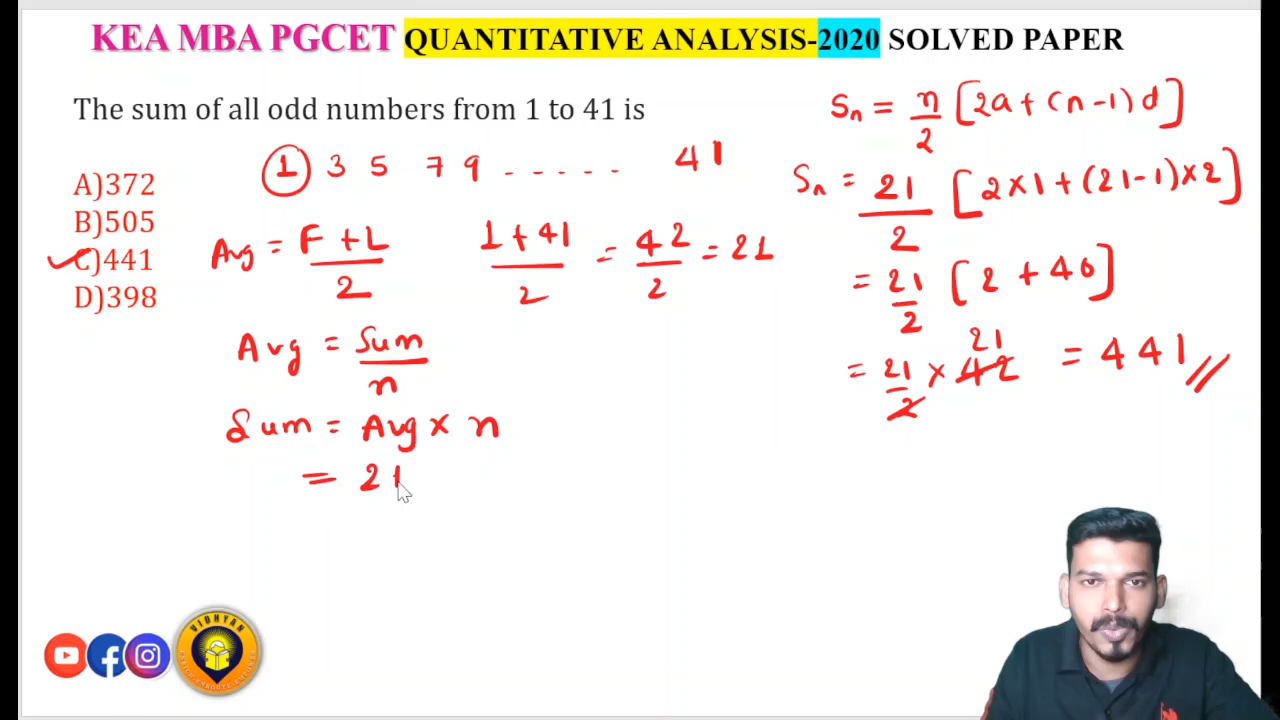 KEA MBA PGCET QUANTITATIVE ANALYSIS-2020 SOLVED PAPER
The sum of all odd numbers from 1 to 41 is
1 3 5 7 9 ...... 41
A)372
B)505
C)441
D)398
Avg = F + L / 2
1 + 41 / 2 = 42 / 2 = 21
Avg = Sum / n
Sum = Avg × n
= 21
Sn = n/2 [2a + (n-1) d]
Sn = 21/2 [2×1 + (21-1)×2]
= 21/2 [2 + 40]
21
= 21/2 × 42 = 441 //
VIDHYAN